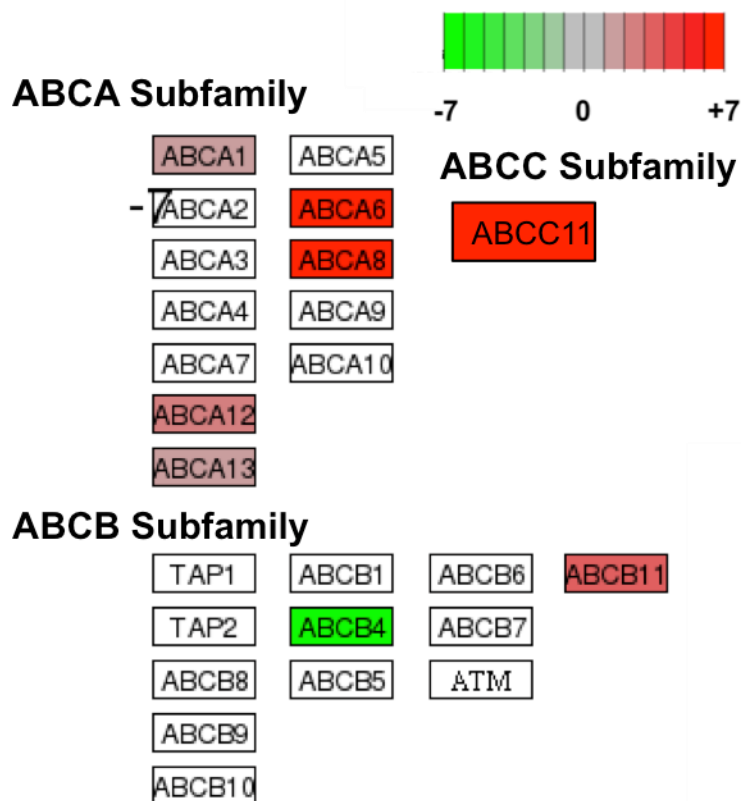 -7 0 +7
ABCA Subfamily
ABCA1 ABCA5
-7 ABCA2 ABCA6
ABCA3 ABCA8
ABCA4 ABCA9
ABCA7 ABCA10
ABCA12
ABCA13
ABCC Subfamily
ABCC11
ABCB Subfamily
TAP1 ABCB1 ABCB6 ABCB11
TAP2 ABCB4 ABCB7
ABCB8 ABCB5 ATM
ABCB9
ABCB10